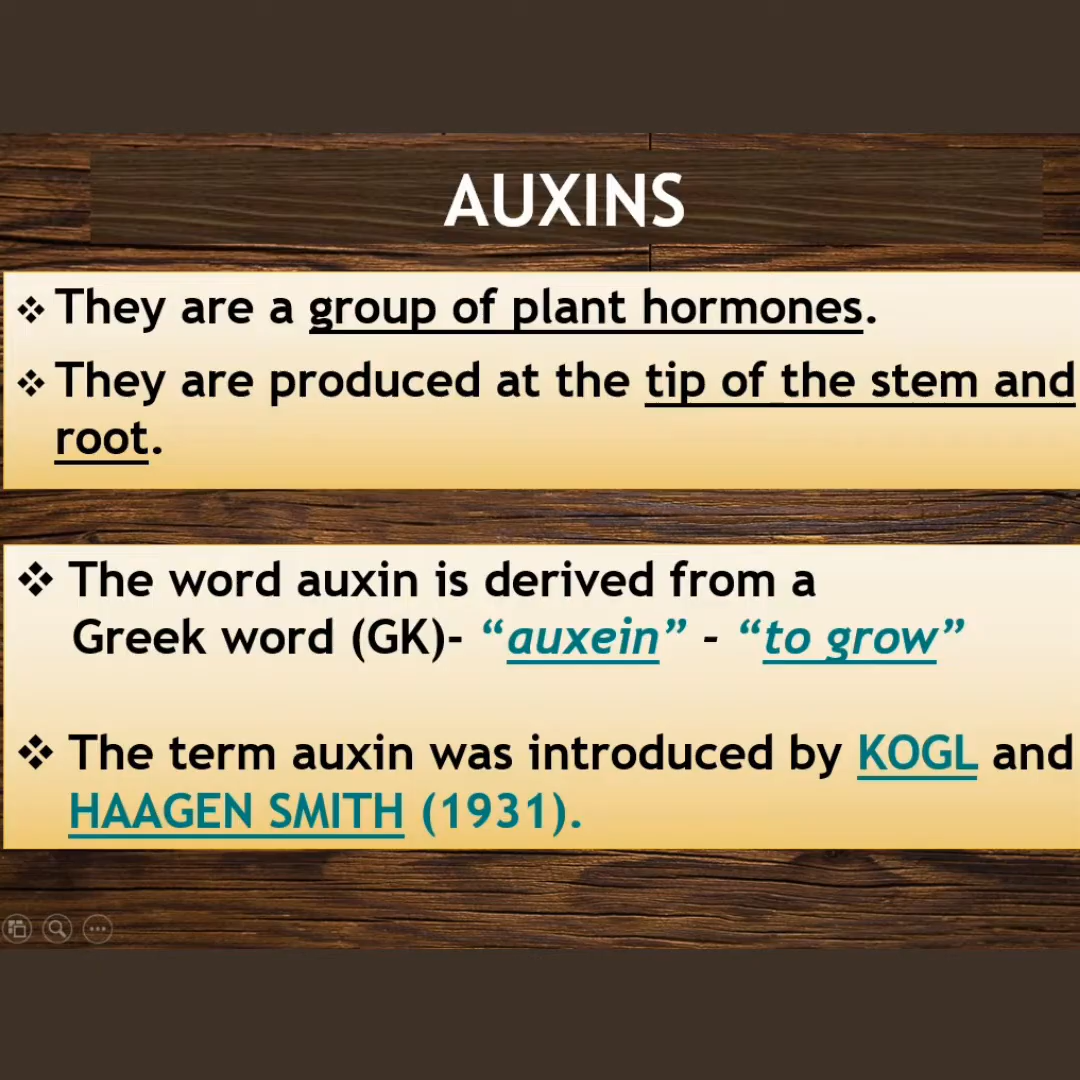 AUXINS
❖ They are a group of plant hormones.
❖ They are produced at the tip of the stem and
root.
❖ The word auxin is derived from a
Greek word (GK)- “auxein” - “to grow”
❖ The term auxin was introduced by KOGL and
HAAGEN SMITH (1931).